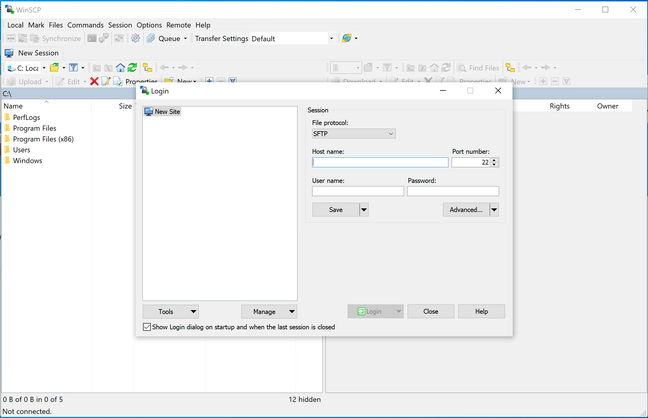 WinSCP
Local Mark Files Commands Session Options Remote Help
Synchronize Queue Transfer Settings Default
New Session
C: Loca Find Files
Upload Edit Properties New Download Edit Properties New
C:\
Name Size Rights Owner
PerfLogs
Program Files
Program Files (x86)
Users
Windows
Login
New Site
Session
File protocol:
SFTP
Host name: Port number:
22
User name: Password:
Save Advanced...
Tools Manage Login Close Help
Show Login dialog on startup and when the last session is closed
0 B of 0 B in 0 of 5 12 hidden
Not connected.